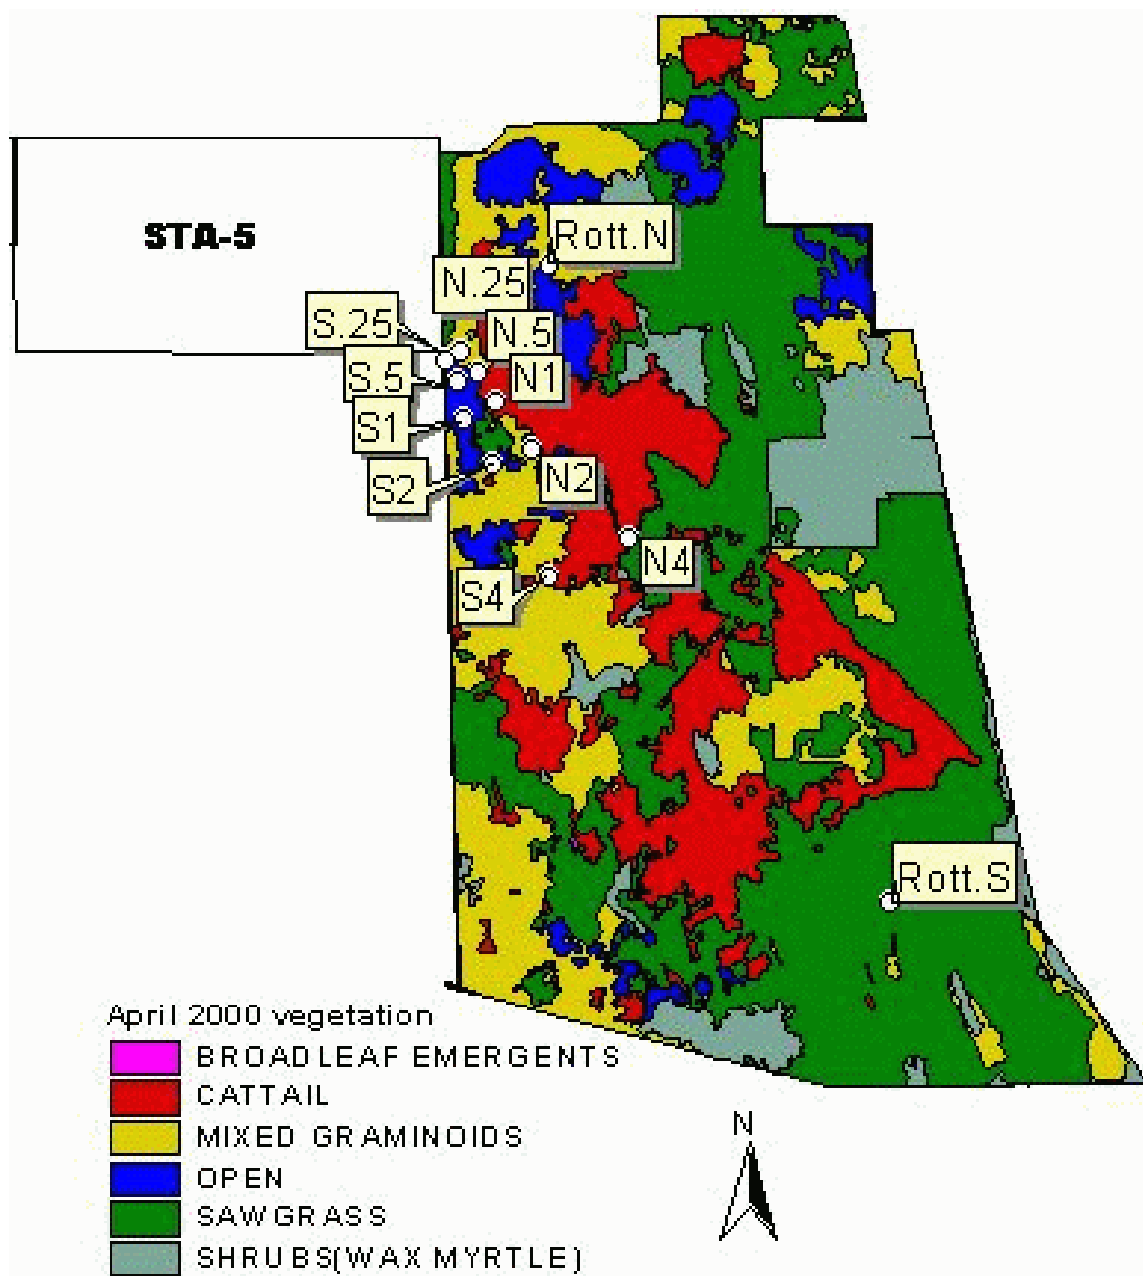 STA-5
Rott.N
N.25
S.25
N.5
S.5
N1
S1
S2
N2
N4
S4
Rott.S
April 2000 vegetation
BROADLEAF EMERGENTS
CATTAIL
MIXED GRAMINOIDS
OPEN
SAWGRASS
SHRUBS(WAX MYRTLE)
N